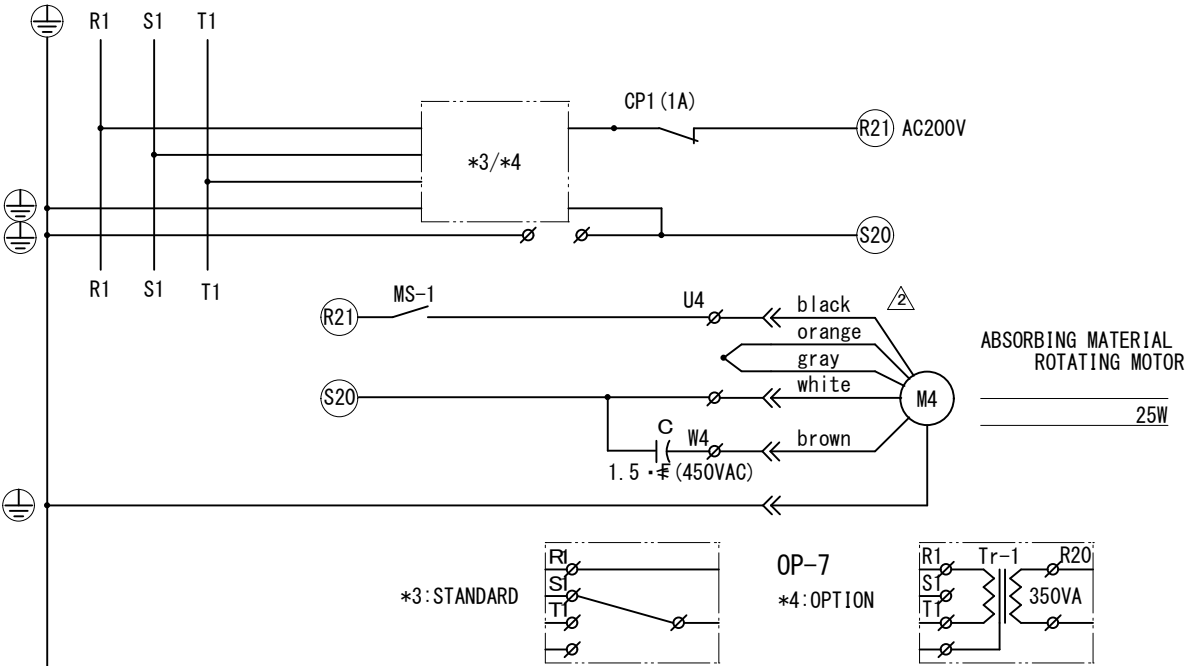 R1 S1 T1
CP1(1A)
R21 AC200V
*3/*4
S20
R1 S1 T1
MS-1
U4
black
2
R21
orange
gray
ABSORBING MATERIAL
ROTATING MOTOR
S20
white
M4
25W
C
W4
brown
1.5 (450VAC)
R1
S1
T1
*3:STANDARD
OP-7
*4:OPTION
R1 Tr-1 R20
S1
350VA
T1